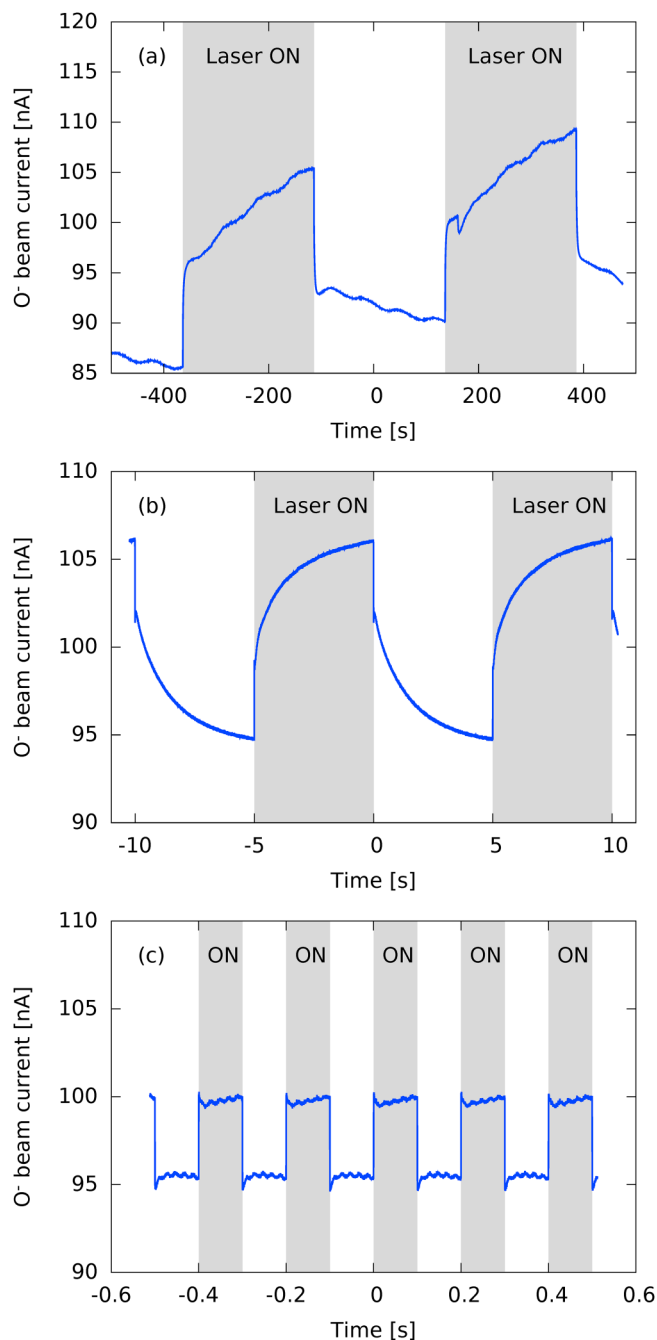 120
115
110
105
100
95
90
85
(a)
Laser ON
Laser ON
O⁻ beam current [nA]
-400
-200
0
200
400
Time [s]
110
105
100
95
90
(b)
Laser ON
Laser ON
O⁻ beam current [nA]
-10
-5
0
5
10
Time [s]
110
105
100
95
90
(c)
ON
ON
ON
ON
ON
O⁻ beam current [nA]
-0.6
-0.4
-0.2
0
0.2
0.4
0.6
Time [s]